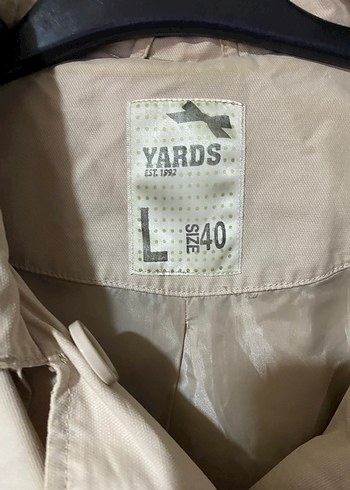 YARDS
EST. 1992
L SIZE 40